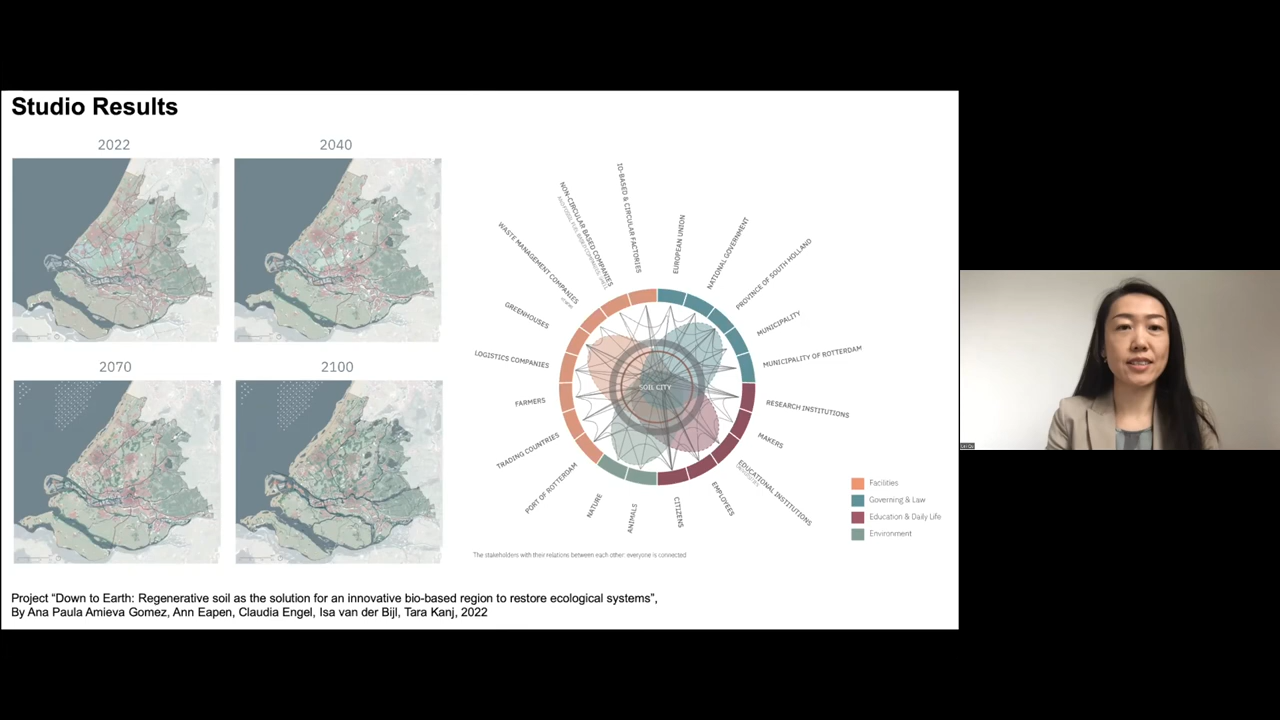 Studio Results
2022
2040
2070
2100
IO-BASED & CIRCULAR FACTORIES
NON-CIRCULAR BASED COMPANIES
WASTE MANAGEMENT COMPANIES
GREENHOUSES
LOGISTICS COMPANIES
FARMERS
TRADING COUNTRIES
PORT OF ROTTERDAM
NATURE
ANIMALS
CITIZENS
EMPLOYEES
EDUCATIONAL INSTITUTIONS
MAKERS
RESEARCH INSTITUTIONS
MUNICIPALITY OF ROTTERDAM
MUNICIPALITY
PROVINCE OF SOUTH HOLLAND
NATIONAL GOVERNMENT
EUROPEAN UNION
SOIL CITY
Facilities
Governing & Law
Education & Daily Life
Environment
The stakeholders with their relations between each other: everyone is connected
Project “Down to Earth: Regenerative soil as the solution for an innovative bio-based region to restore ecological systems”,
By Ana Paula Amieva Gomez, Ann Eapen, Claudia Engel, Isa van der Bijl, Tara Kanj, 2022